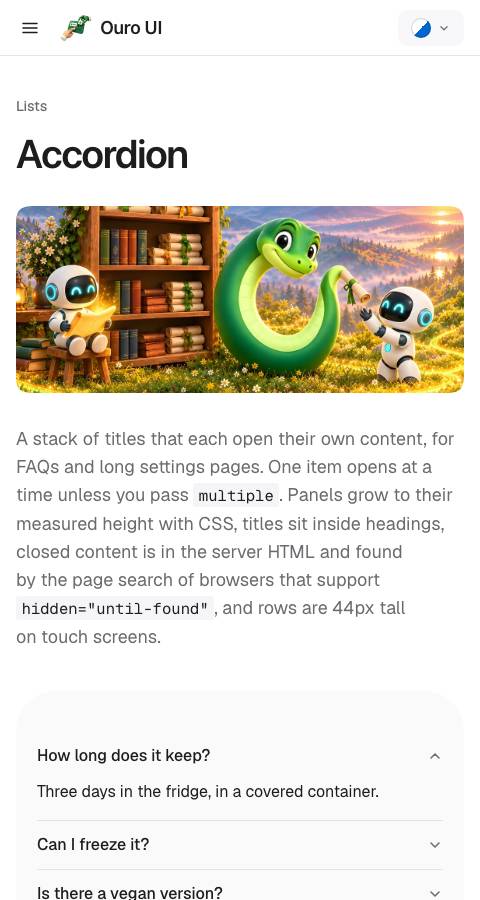 Ouro UI
Lists
Accordion
A stack of titles that each open their own content, for
FAQs and long settings pages. One item opens at a
time unless you pass multiple. Panels grow to their
measured height with CSS, titles sit inside headings,
closed content is in the server HTML and found
by the page search of browsers that support
hidden="until-found", and rows are 44px tall
on touch screens.
How long does it keep?
Three days in the fridge, in a covered container.
Can I freeze it?
Is there a vegan version?